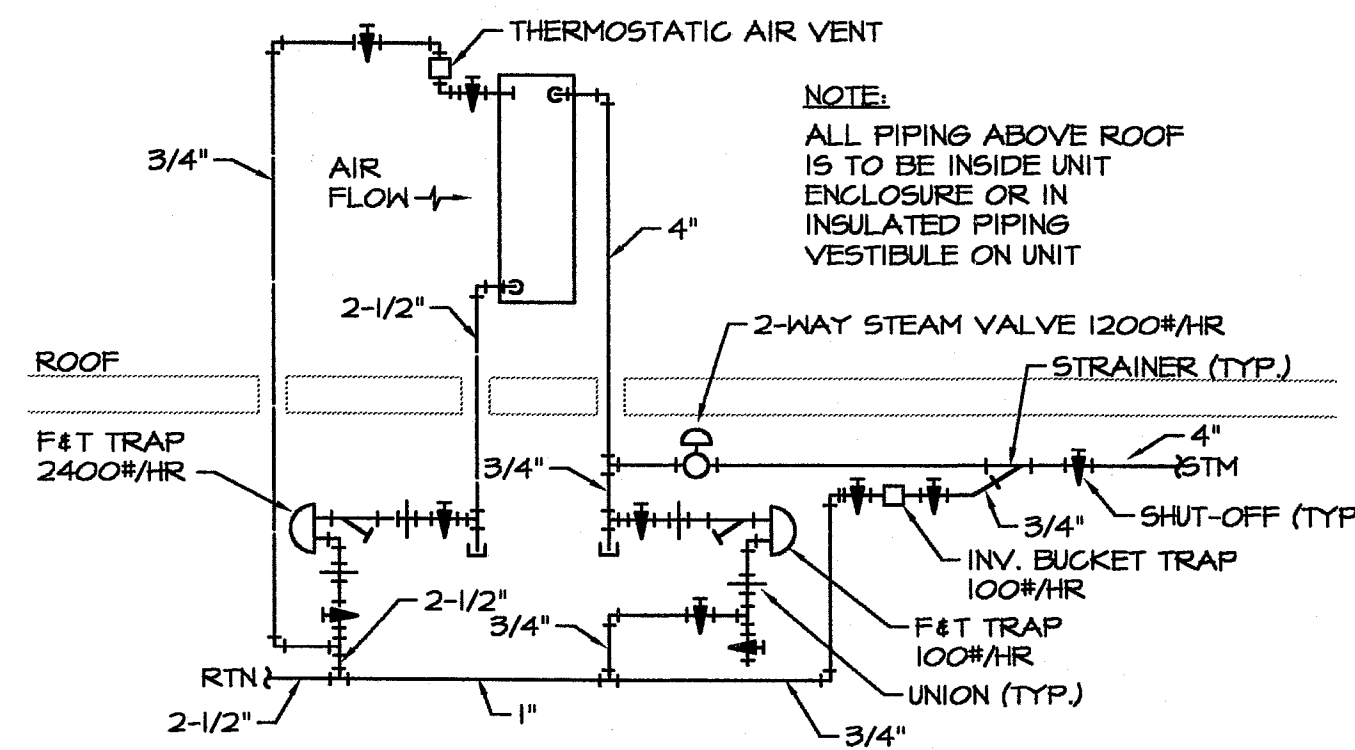 THERMOSTATIC AIR VENT
NOTE:
ALL PIPING ABOVE ROOF
IS TO BE INSIDE UNIT
ENCLOSURE OR IN
INSULATED PIPING
VESTIBULE ON UNIT
3/4"
AIR
FLOW
4"
2-1/2"
2-WAY STEAM VALVE 1200#/HR
ROOF
STRAINER (TYP.)
F&T TRAP
2400#/HR
3/4"
4"
STM
3/4"
SHUT-OFF (TYP
INV. BUCKET TRAP
100#/HR
2-1/2"
3/4"
F&T TRAP
100#/HR
RTN
UNION (TYP.)
2-1/2"
1"
3/4"